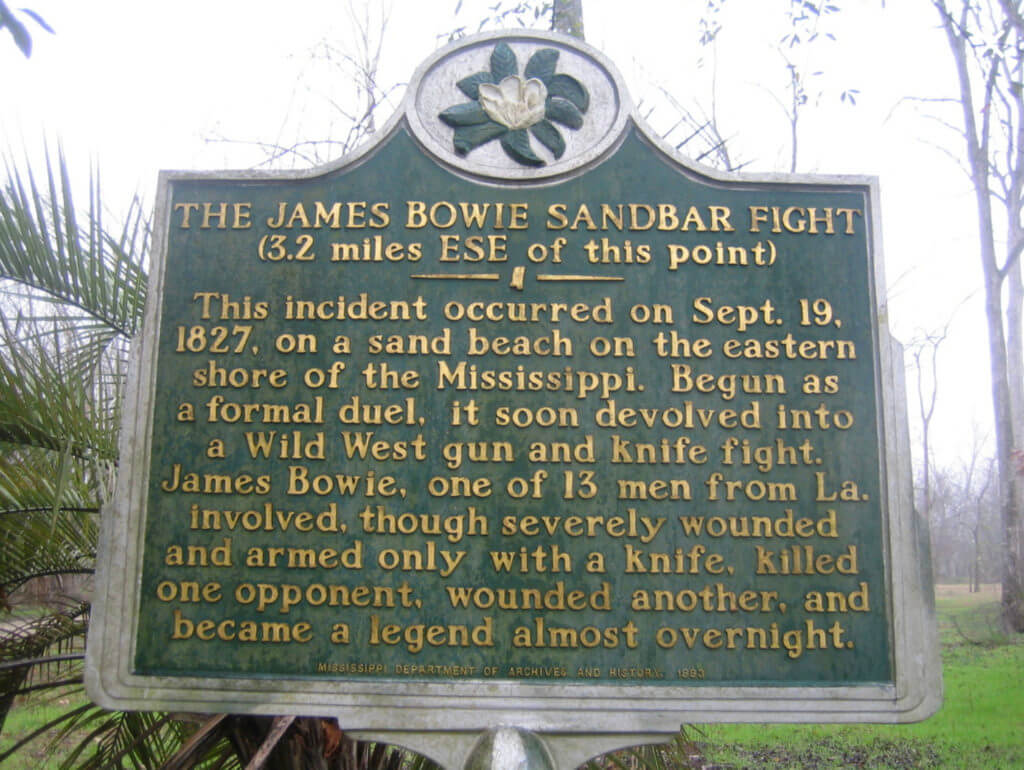 THE JAMES BOWIE SANDBAR FIGHT
(3.2 miles ESE of this point)
This incident occurred on Sept. 19,
1827, on a sand beach on the eastern
shore of the Mississippi. Begun as
a formal duel, it soon devolved into
a Wild West gun and knife fight.
James Bowie, one of 13 men from La.
involved, though severely wounded
and armed only with a knife, killed
one opponent, wounded another, and
became a legend almost overnight.
MISSISSIPPI DEPARTMENT OF ARCHIVES AND HISTORY, 1993